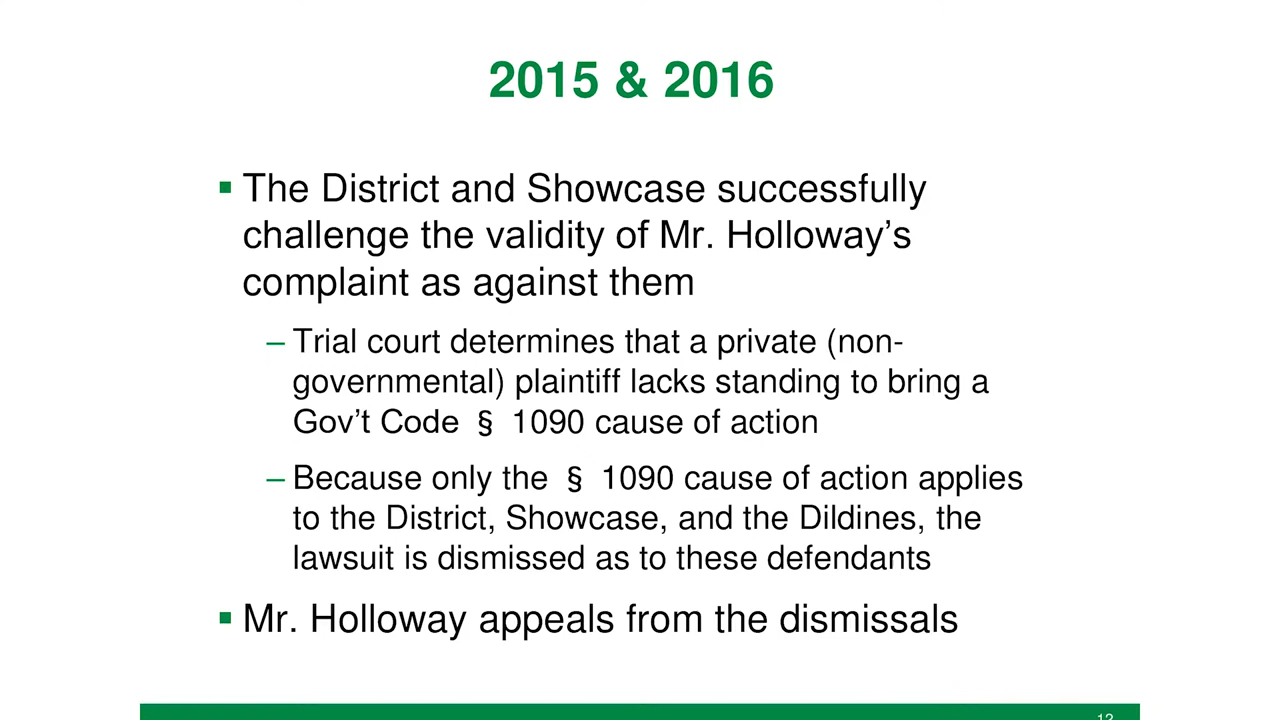 2015 & 2016
▪ The District and Showcase successfully
challenge the validity of Mr. Holloway’s
complaint as against them
– Trial court determines that a private (non-
governmental) plaintiff lacks standing to bring a
Gov’t Code § 1090 cause of action
– Because only the § 1090 cause of action applies
to the District, Showcase, and the Dildines, the
lawsuit is dismissed as to these defendants
▪ Mr. Holloway appeals from the dismissals